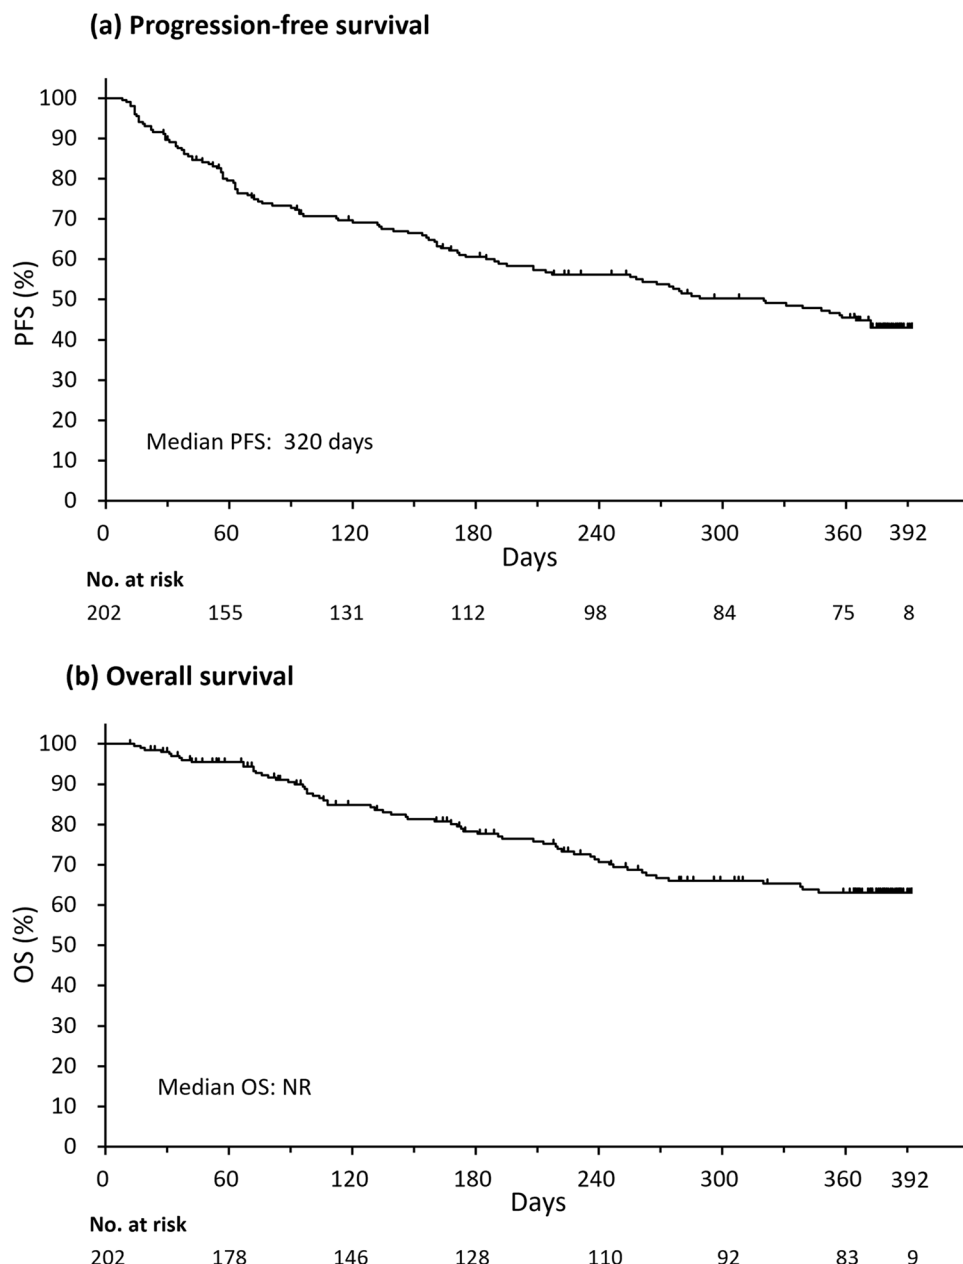 (a) Progression-free survival
100
90
80
70
60
50
40
30
20
10
0
PFS (%)
Median PFS: 320 days
0 60 120 180 240 300 360 392
Days
No. at risk
202 155 131 112 98 84 75 8
(b) Overall survival
100
90
80
70
60
50
40
30
20
10
0
OS (%)
Median OS: NR
0 60 120 180 240 300 360 392
Days
No. at risk
202 178 146 128 110 92 83 9